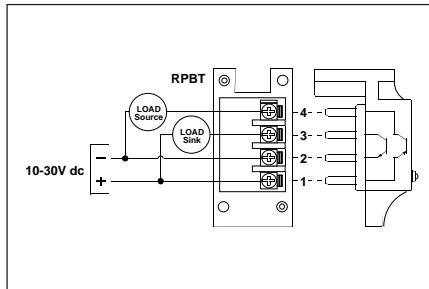 RPBT
LOAD
Source
4
LOAD
Sink
3
10-30V dc
–
2
+
1